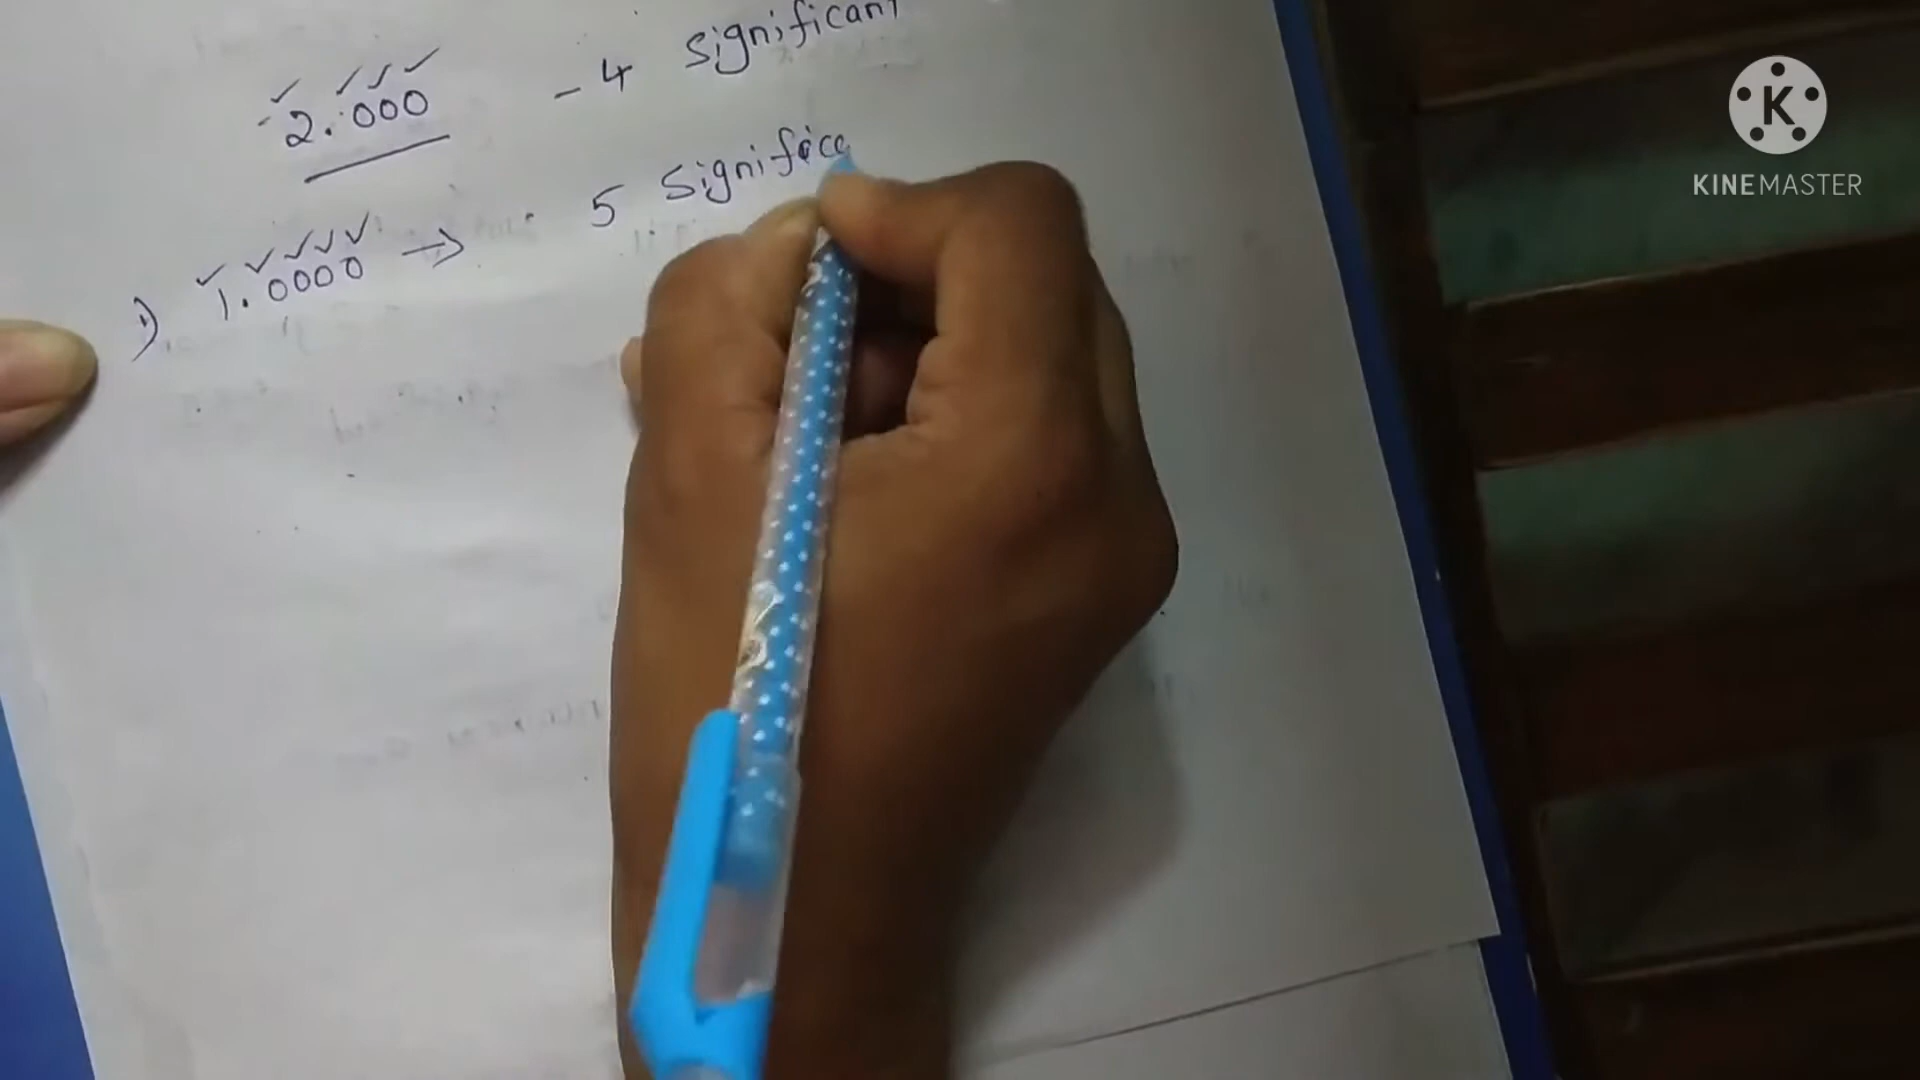 2.000 - 4 significant
1) 1.0000 → 5 Significa
K
KINEMASTER